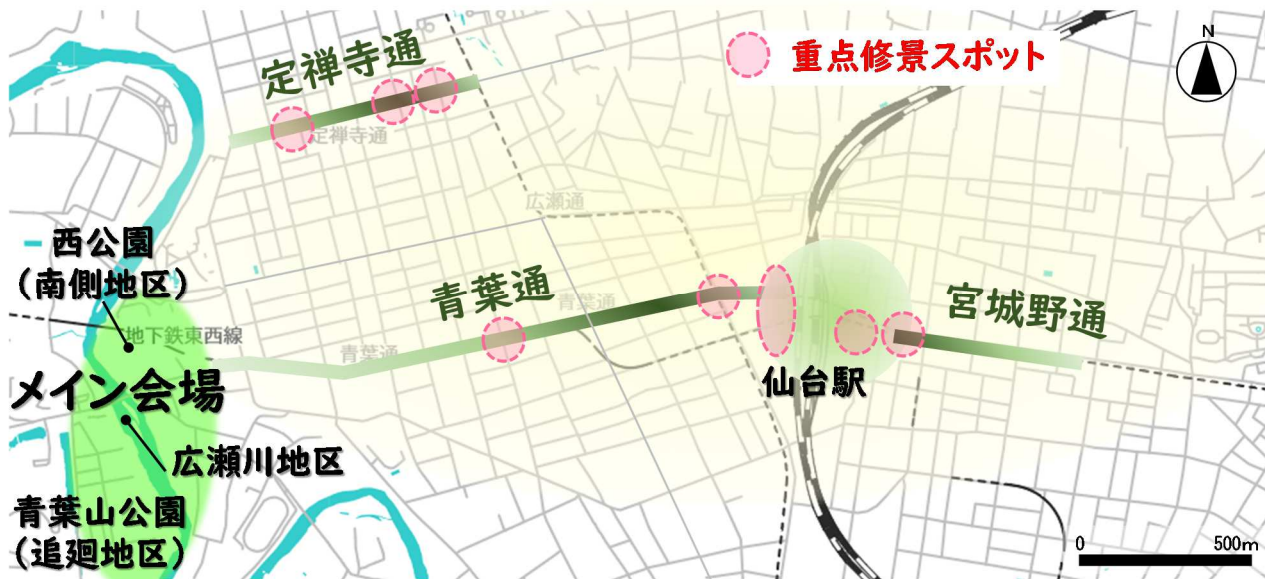 定禅寺通
重点修景スポット
N
定禅寺通
広瀬通
西公園
(南側地区)
青葉通
青葉通
宮城野通
地下鉄東西線
青葉通
メイン会場
仙台駅
広瀬川地区
青葉山公園
(追廻地区)
0 500m